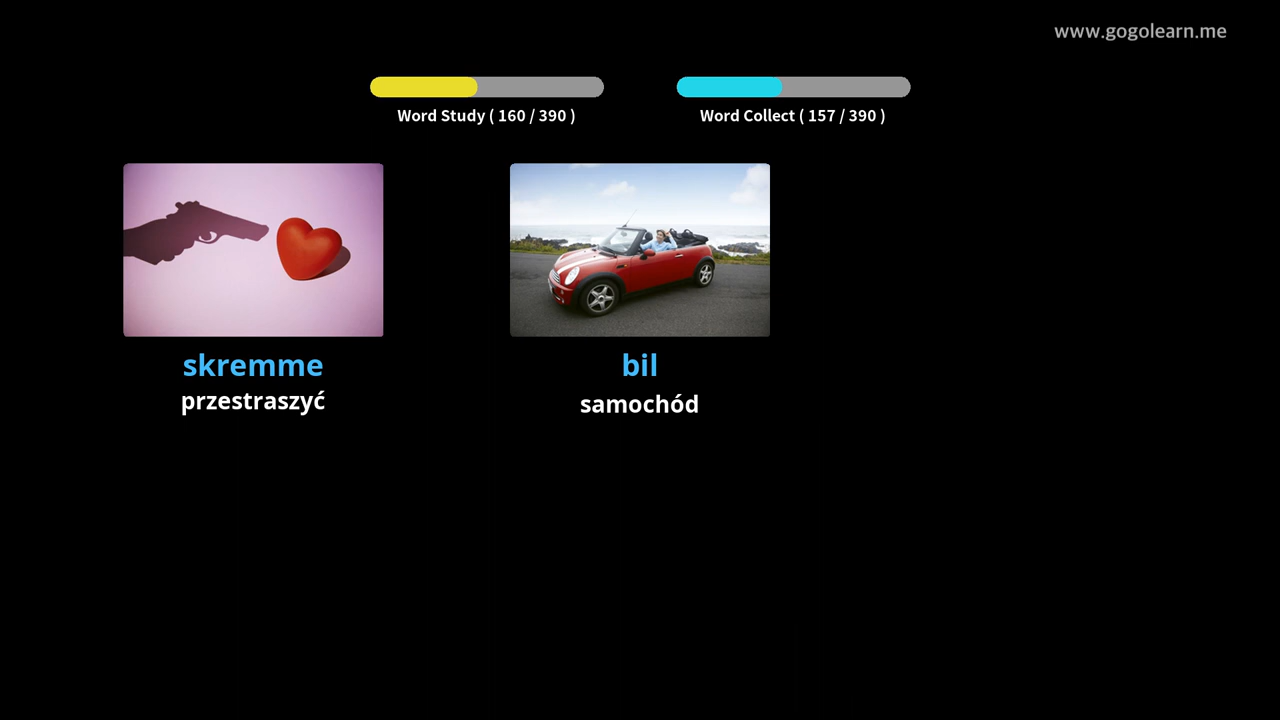 www.gogolearn.me
Word Study ( 160 / 390 )
Word Collect ( 157 / 390 )
skremme
przestraszyć
bil
samochód